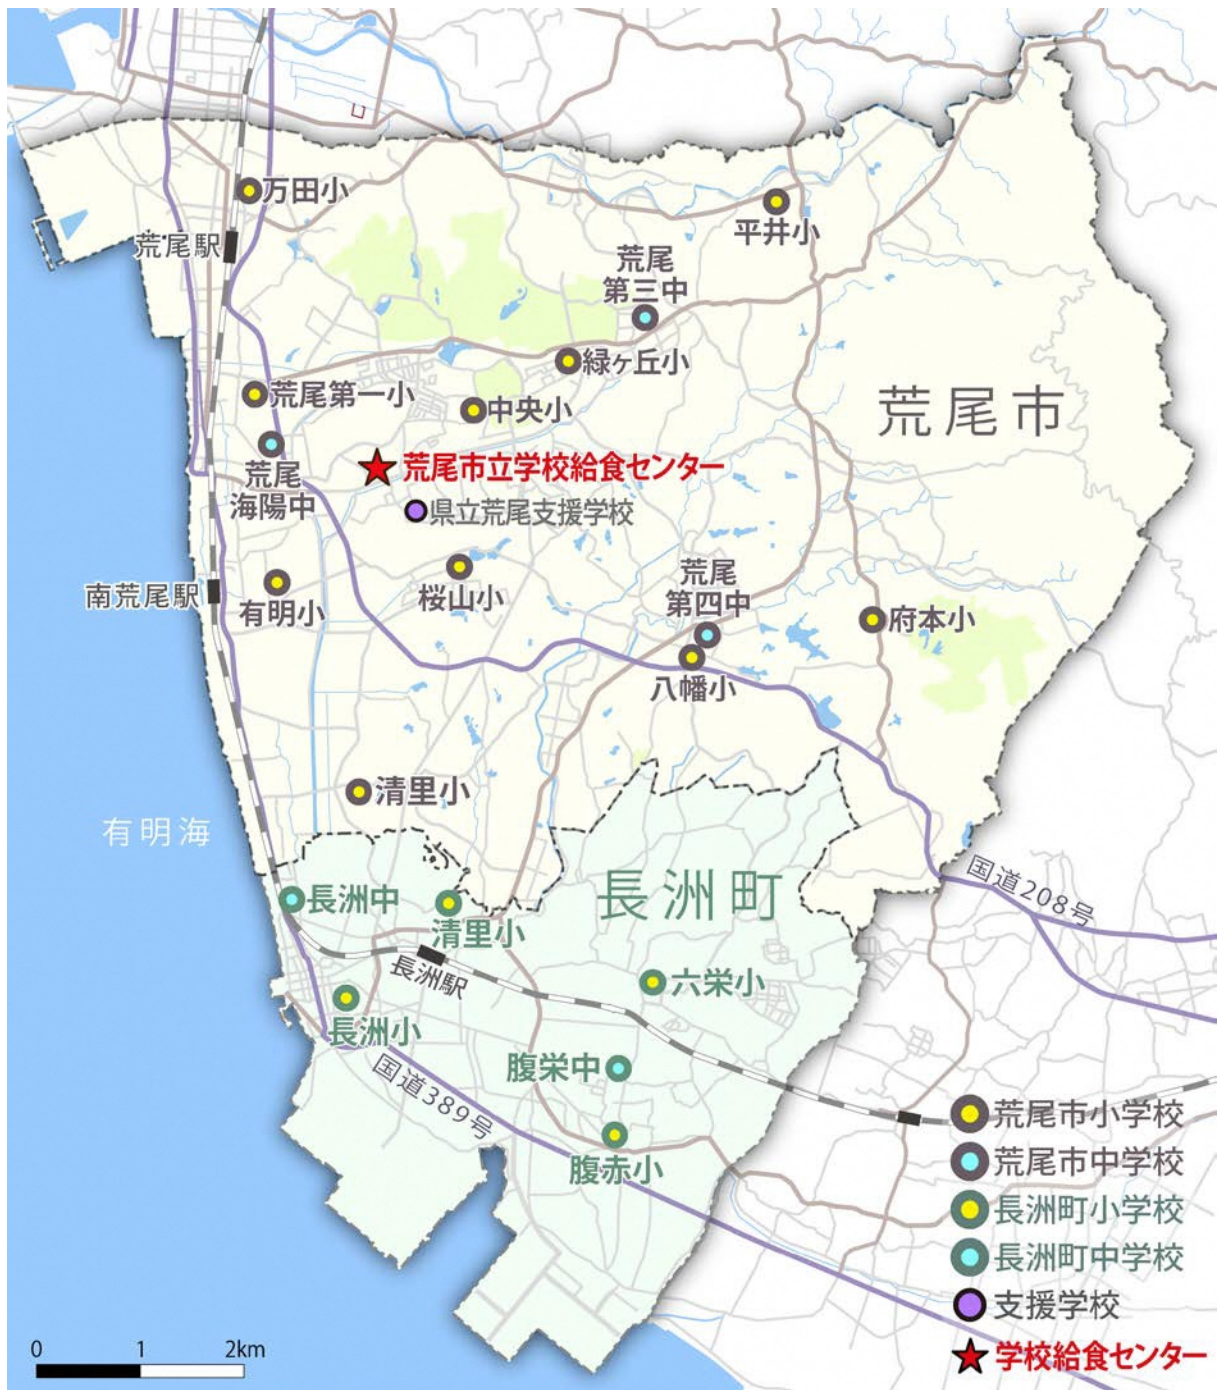 万田小
荒尾駅
平井小
荒尾
第三中
緑ヶ丘小
荒尾第一小
中央小
荒尾市
荒尾
海陽中
荒尾市立学校給食センター
県立荒尾支援学校
南荒尾駅
有明小
桜山小
荒尾
第四中
府本小
八幡小
清里小
有明海
国道208号
長洲町
長洲中
清里小
長洲駅
六栄小
長洲小
国道389号
腹栄中
腹赤小
荒尾市小学校
荒尾市中学校
長洲町小学校
長洲町中学校
支援学校
学校給食センター
0 1 2km